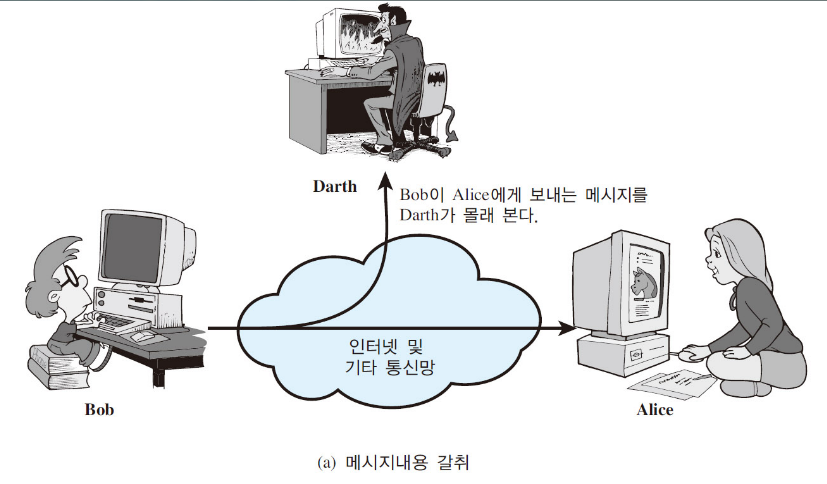 Darth
Bob이 Alice에게 보내는 메시지를
Darth가 몰래 본다.
인터넷 및
기타 통신망
Bob
Alice
(a) 메시지내용 갈취